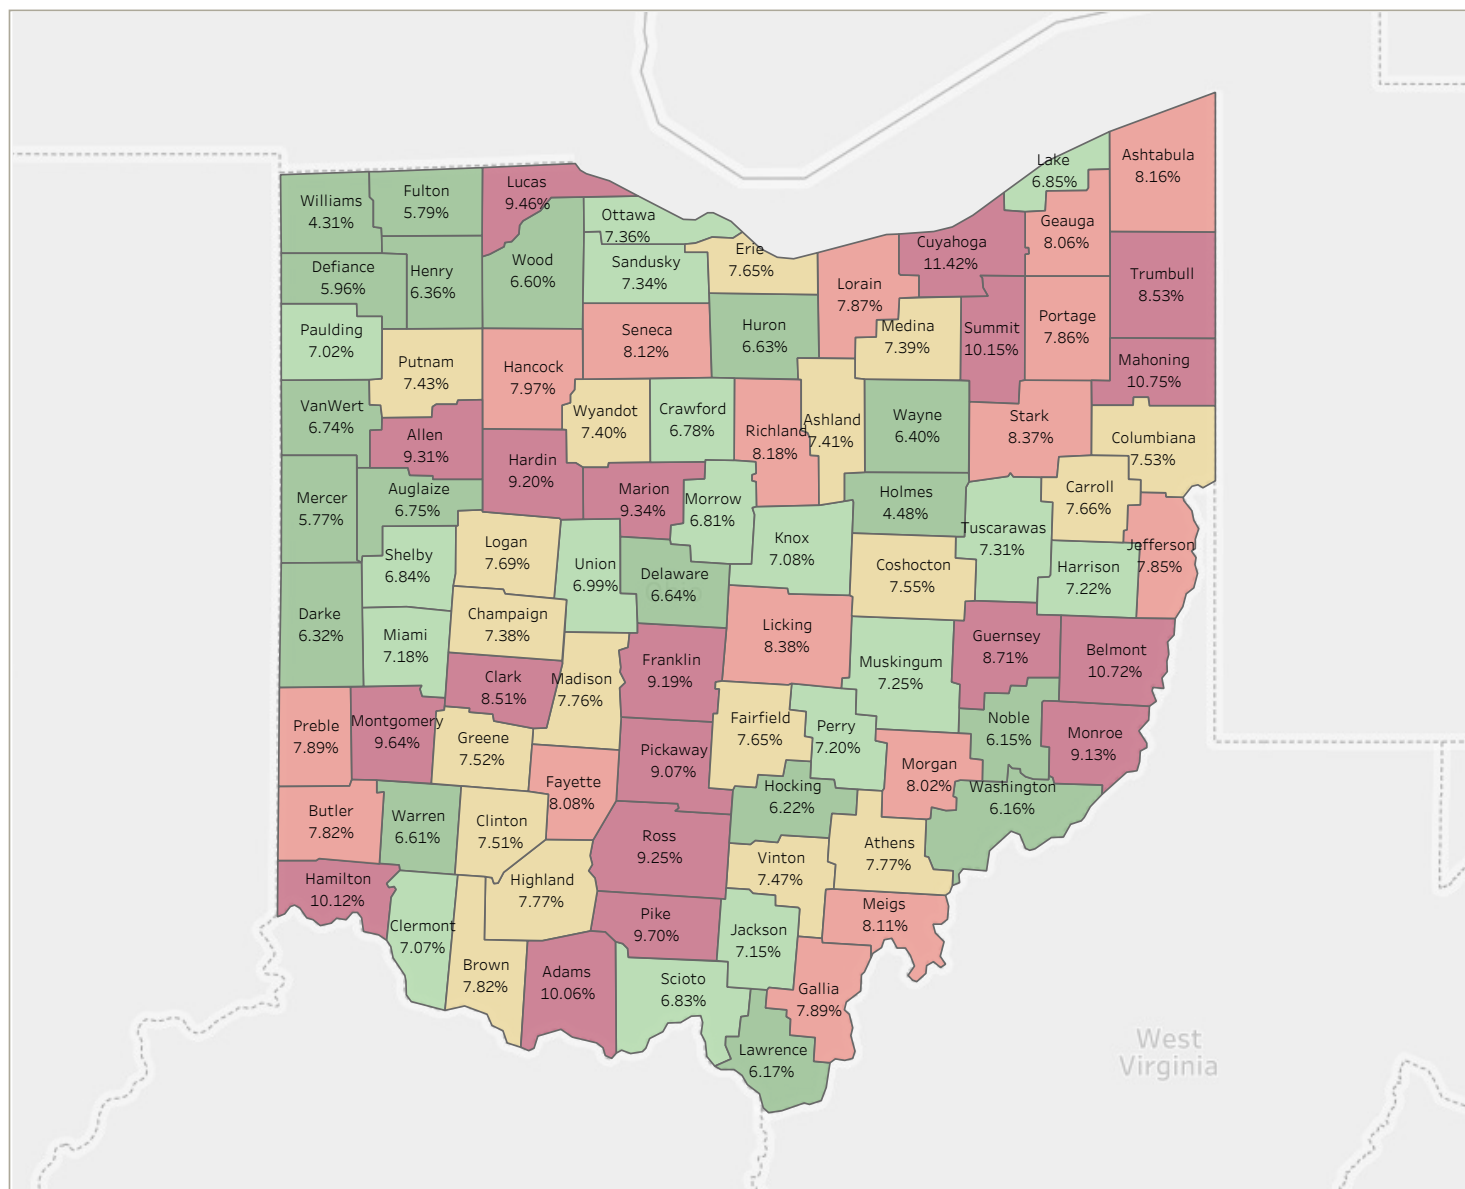 Lake
6.85%
Ashtabula
8.16%
Williams
4.31%
Fulton
5.79%
Lucas
9.46%
Ottawa
7.36%
Geauga
8.06%
Erie
7.65%
Cuyahoga
11.42%
Defiance
5.96%
Henry
6.36%
Wood
6.60%
Sandusky
7.34%
Lorain
7.87%
Trumbull
8.53%
Paulding
7.02%
Seneca
8.12%
Huron
6.63%
Medina
7.39%
Summit
10.15%
Portage
7.86%
Putnam
7.43%
Hancock
7.97%
Mahoning
10.75%
VanWert
6.74%
Wyandot
7.40%
Crawford
6.78%
Richland
8.18%
Ashland
7.41%
Wayne
6.40%
Stark
8.37%
Allen
9.31%
Columbiana
7.53%
Hardin
9.20%
Mercer
5.77%
Auglaize
6.75%
Marion
9.34%
Morrow
6.81%
Holmes
4.48%
Carroll
7.66%
Shelby
6.84%
Logan
7.69%
Union
6.99%
Knox
7.08%
Tuscarawas
7.31%
Jefferson
7.85%
Delaware
6.64%
Coshocton
7.55%
Harrison
7.22%
Darke
6.32%
Miami
7.18%
Champaign
7.38%
Licking
8.38%
Guernsey
8.71%
Belmont
10.72%
Clark
8.51%
Madison
7.76%
Franklin
9.19%
Muskingum
7.25%
Preble
7.89%
Montgomery
9.64%
Greene
7.52%
Fairfield
7.65%
Perry
7.20%
Noble
6.15%
Monroe
9.13%
Pickaway
9.07%
Morgan
8.02%
Fayette
8.08%
Hocking
6.22%
Washington
6.16%
Butler
7.82%
Warren
6.61%
Clinton
7.51%
Ross
9.25%
Athens
7.77%
Vinton
7.47%
Hamilton
10.12%
Highland
7.77%
Meigs
8.11%
Clermont
7.07%
Pike
9.70%
Jackson
7.15%
Brown
7.82%
Adams
10.06%
Scioto
6.83%
Gallia
7.89%
Lawrence
6.17%
West
Virginia